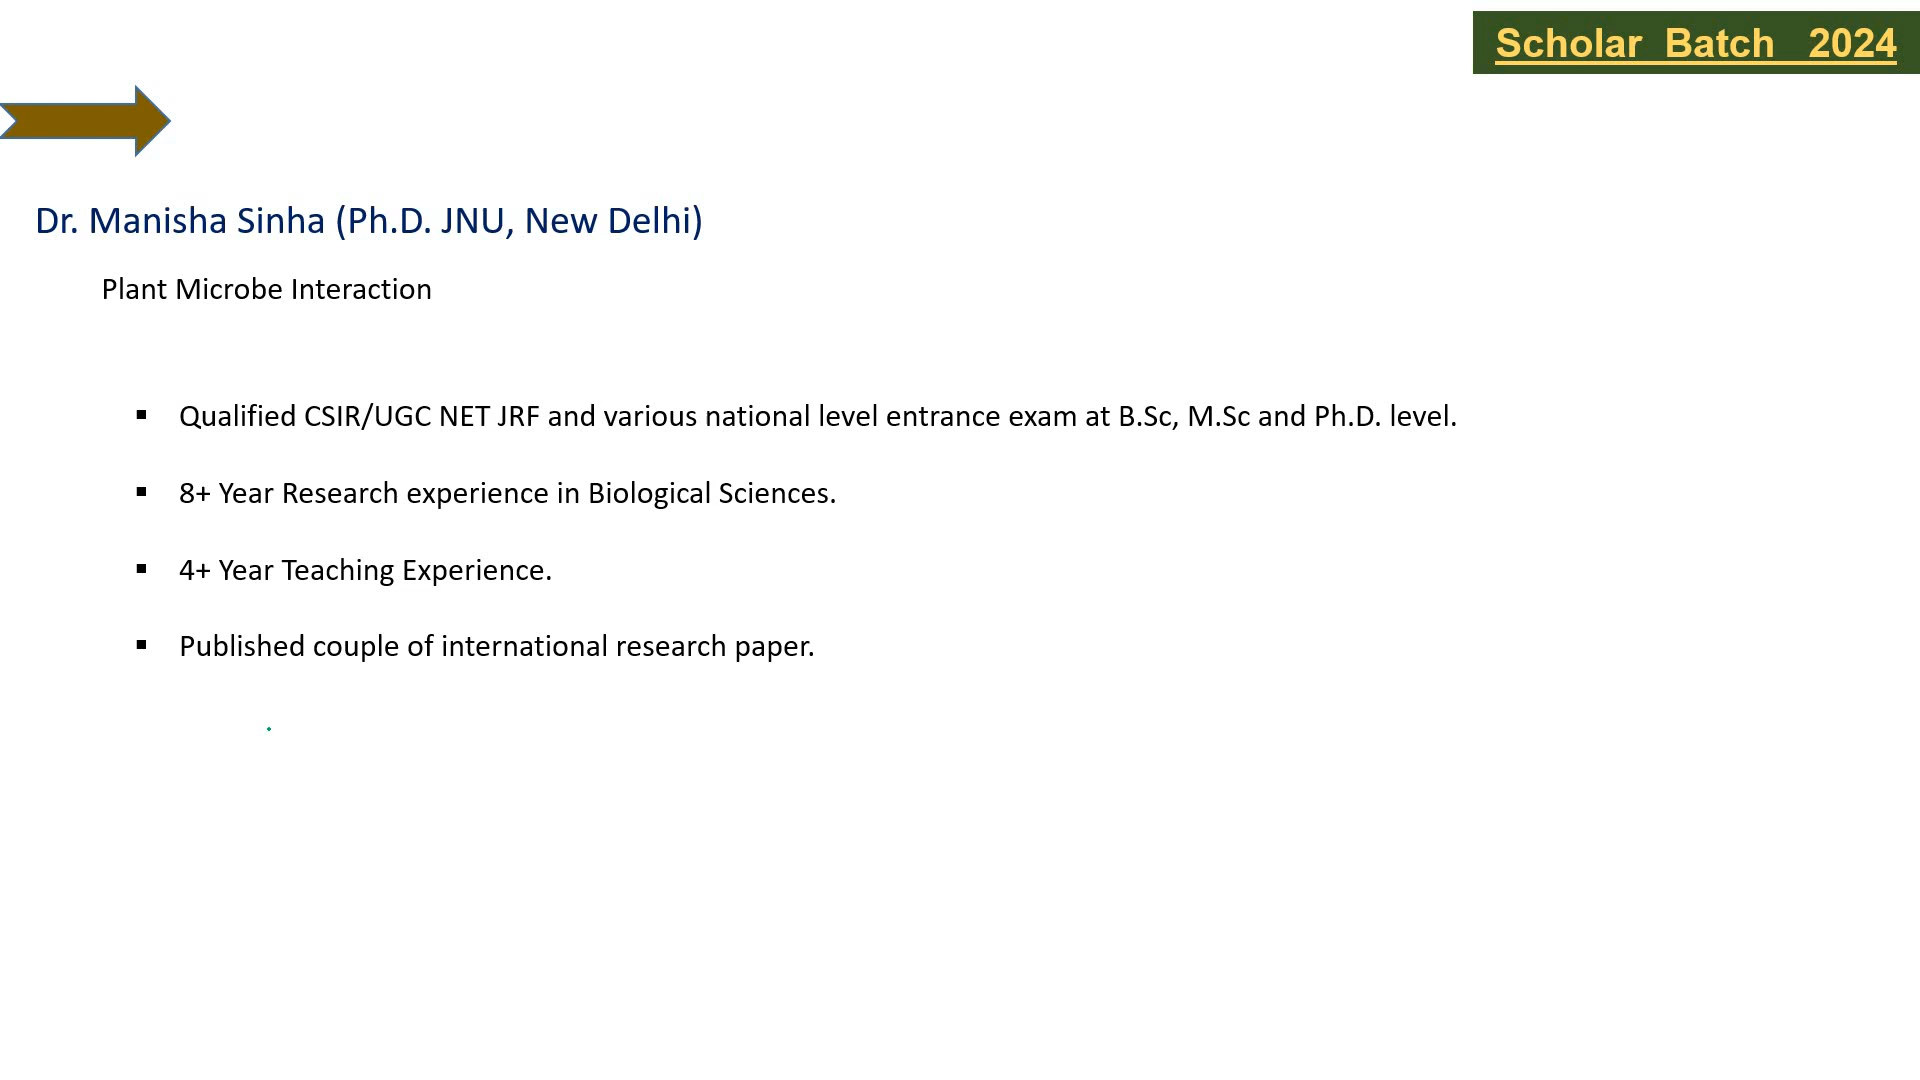 Scholar Batch 2024
Dr. Manisha Sinha (Ph.D. JNU, New Delhi)
Plant Microbe Interaction
▪ Qualified CSIR/UGC NET JRF and various national level entrance exam at B.Sc, M.Sc and Ph.D. level.
▪ 8+ Year Research experience in Biological Sciences.
▪ 4+ Year Teaching Experience.
▪ Published couple of international research paper.